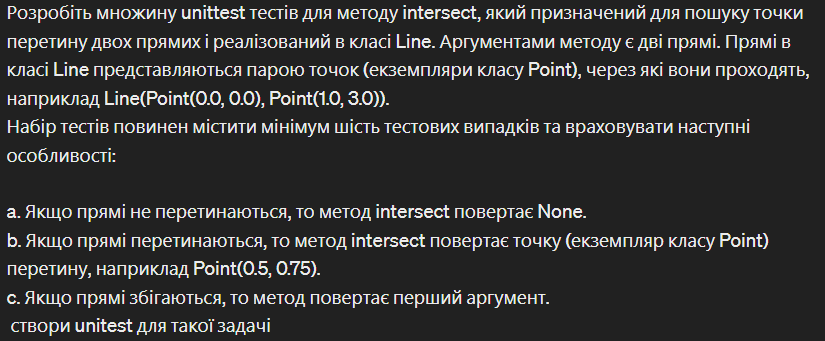 Розробіть множину unittest тестів для методу intersect, який призначений для пошуку точки
перетину двох прямих і реалізований в класі Line. Аргументами методу є дві прямі. Прямі в
класі Line представляються парою точок (екземпляри класу Point), через які вони проходять,
наприклад Line(Point(0.0, 0.0), Point(1.0, 3.0)).
Набір тестів повинен містити мінімум шість тестових випадків та враховувати наступні
особливості:
a. Якщо прямі не перетинаються, то метод intersect повертає None.
b. Якщо прямі перетинаються, то метод intersect повертає точку (екземпляр класу Point)
перетину, наприклад Point(0.5, 0.75).
c. Якщо прямі збігаються, то метод повертає перший аргумент.
створи unitest для такої задачі